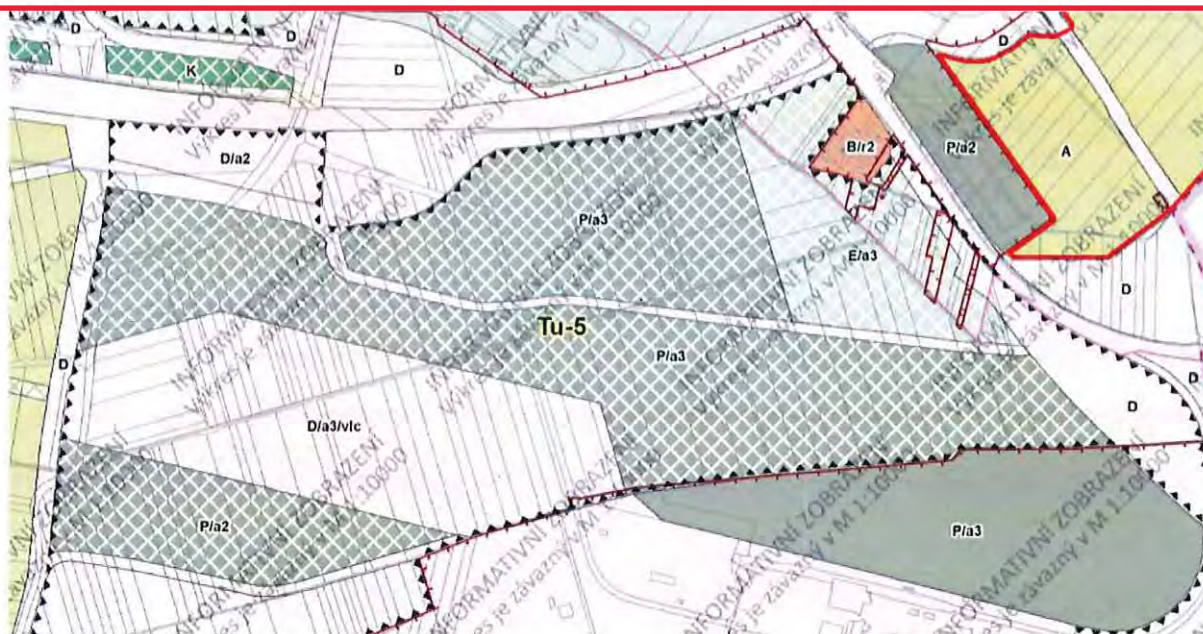 D
D
K
D
D
D/a2
B/r2
P/a2
A
P/a3
E/a3
D
Tu-5
P/a3
D
D
D
D/a3/vlc
P/a2
P/a3
INFORMATIVNÍ ZOBRAZENÍ
Výkres je závazný v M 1:10000